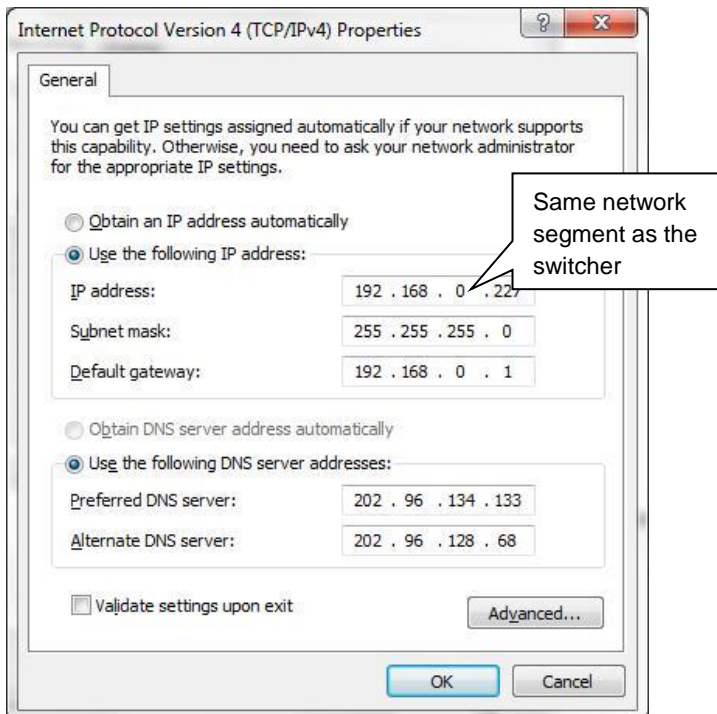 Internet Protocol Version 4 (TCP/IPv4) Properties
General
You can get IP settings assigned automatically if your network supports
this capability. Otherwise, you need to ask your network administrator
for the appropriate IP settings.
Obtain an IP address automatically
Use the following IP address:
IP address: 192 . 168 . 0 . 227
Subnet mask: 255 . 255 . 255 . 0
Default gateway: 192 . 168 . 0 . 1
Obtain DNS server address automatically
Use the following DNS server addresses:
Preferred DNS server: 202 . 96 . 134 . 133
Alternate DNS server: 202 . 96 . 128 . 68
Validate settings upon exit
Advanced...
OK Cancel
Same network
segment as the
switcher